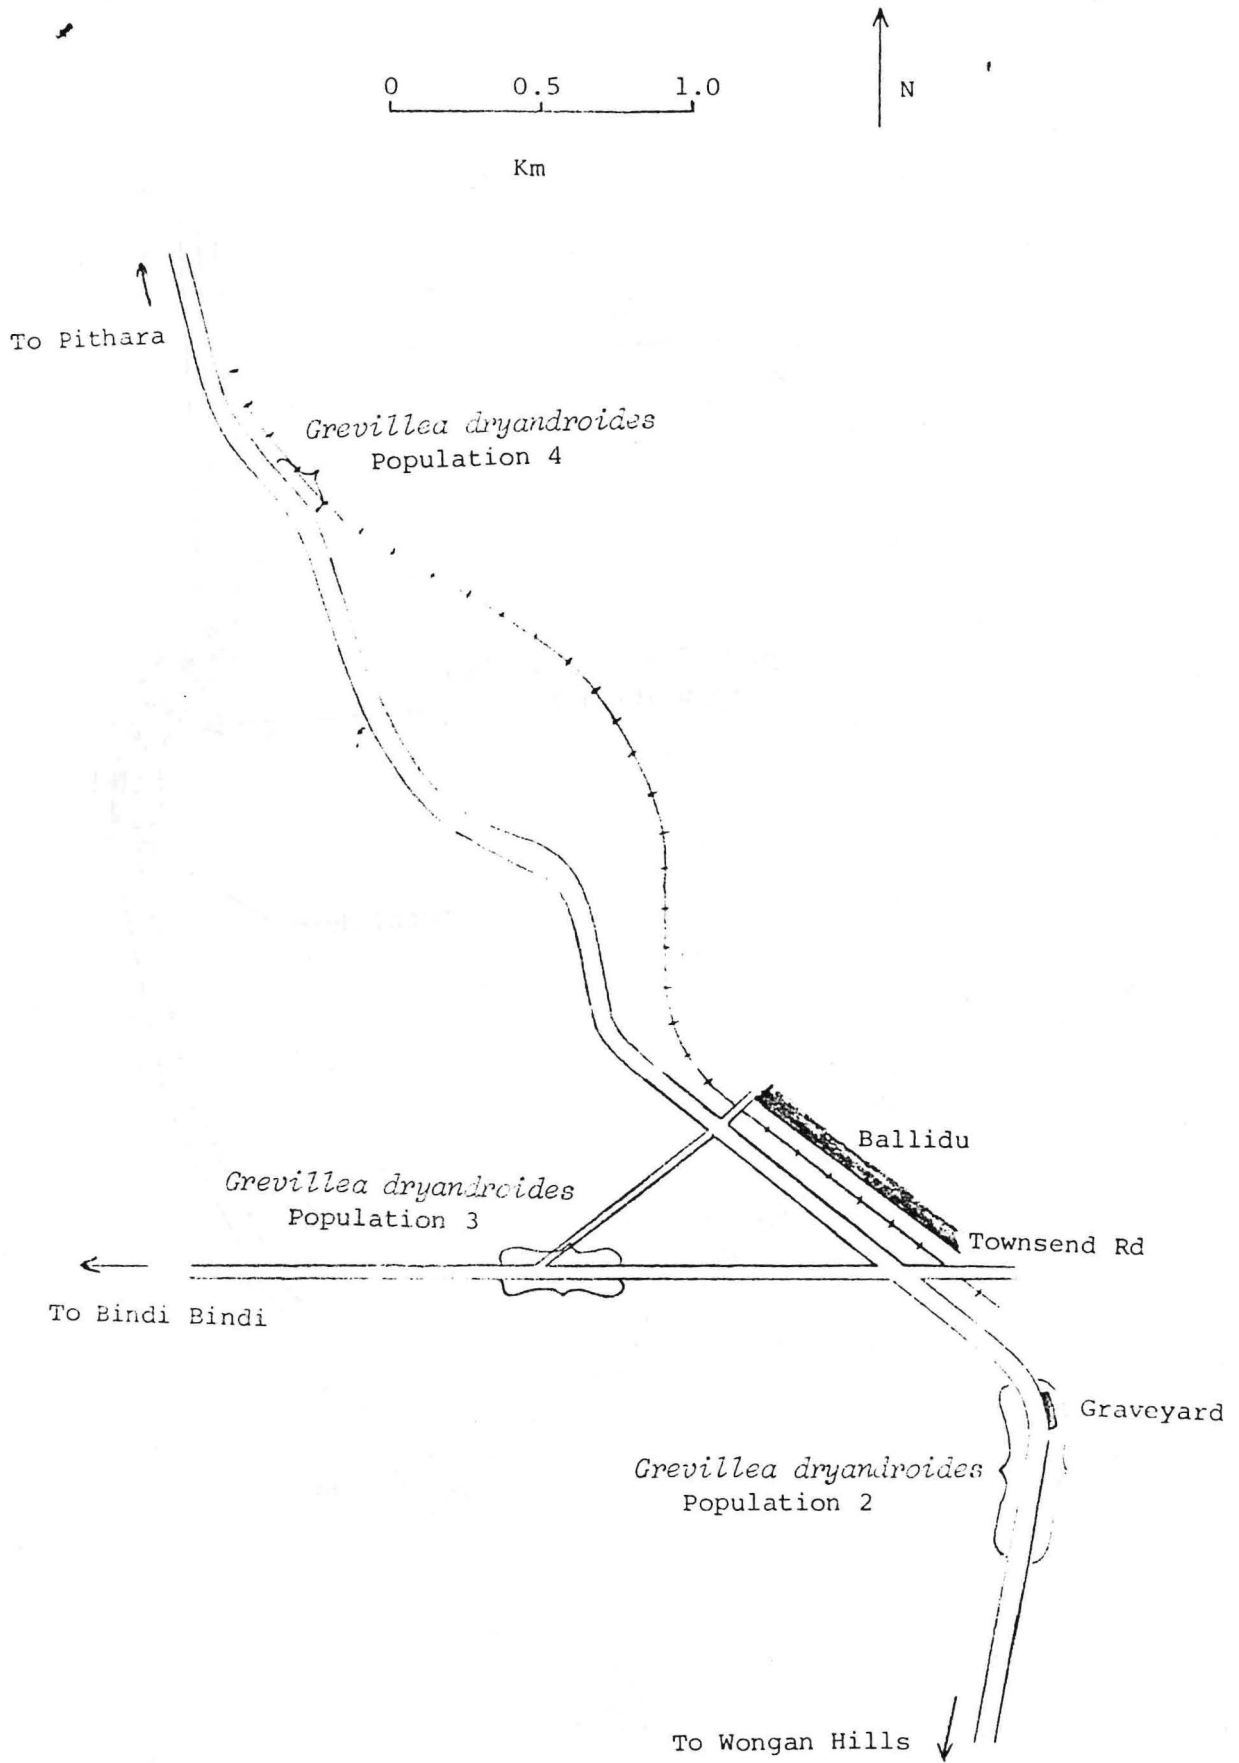 0 0.5 1.0
N
Km
To Pithara
Grevillea dryandroides
Population 4
Ballidu
Grevillea dryandroides
Population 3
Townsend Rd
To Bindi Bindi
Graveyard
Grevillea dryandroides
Population 2
To Wongan Hills